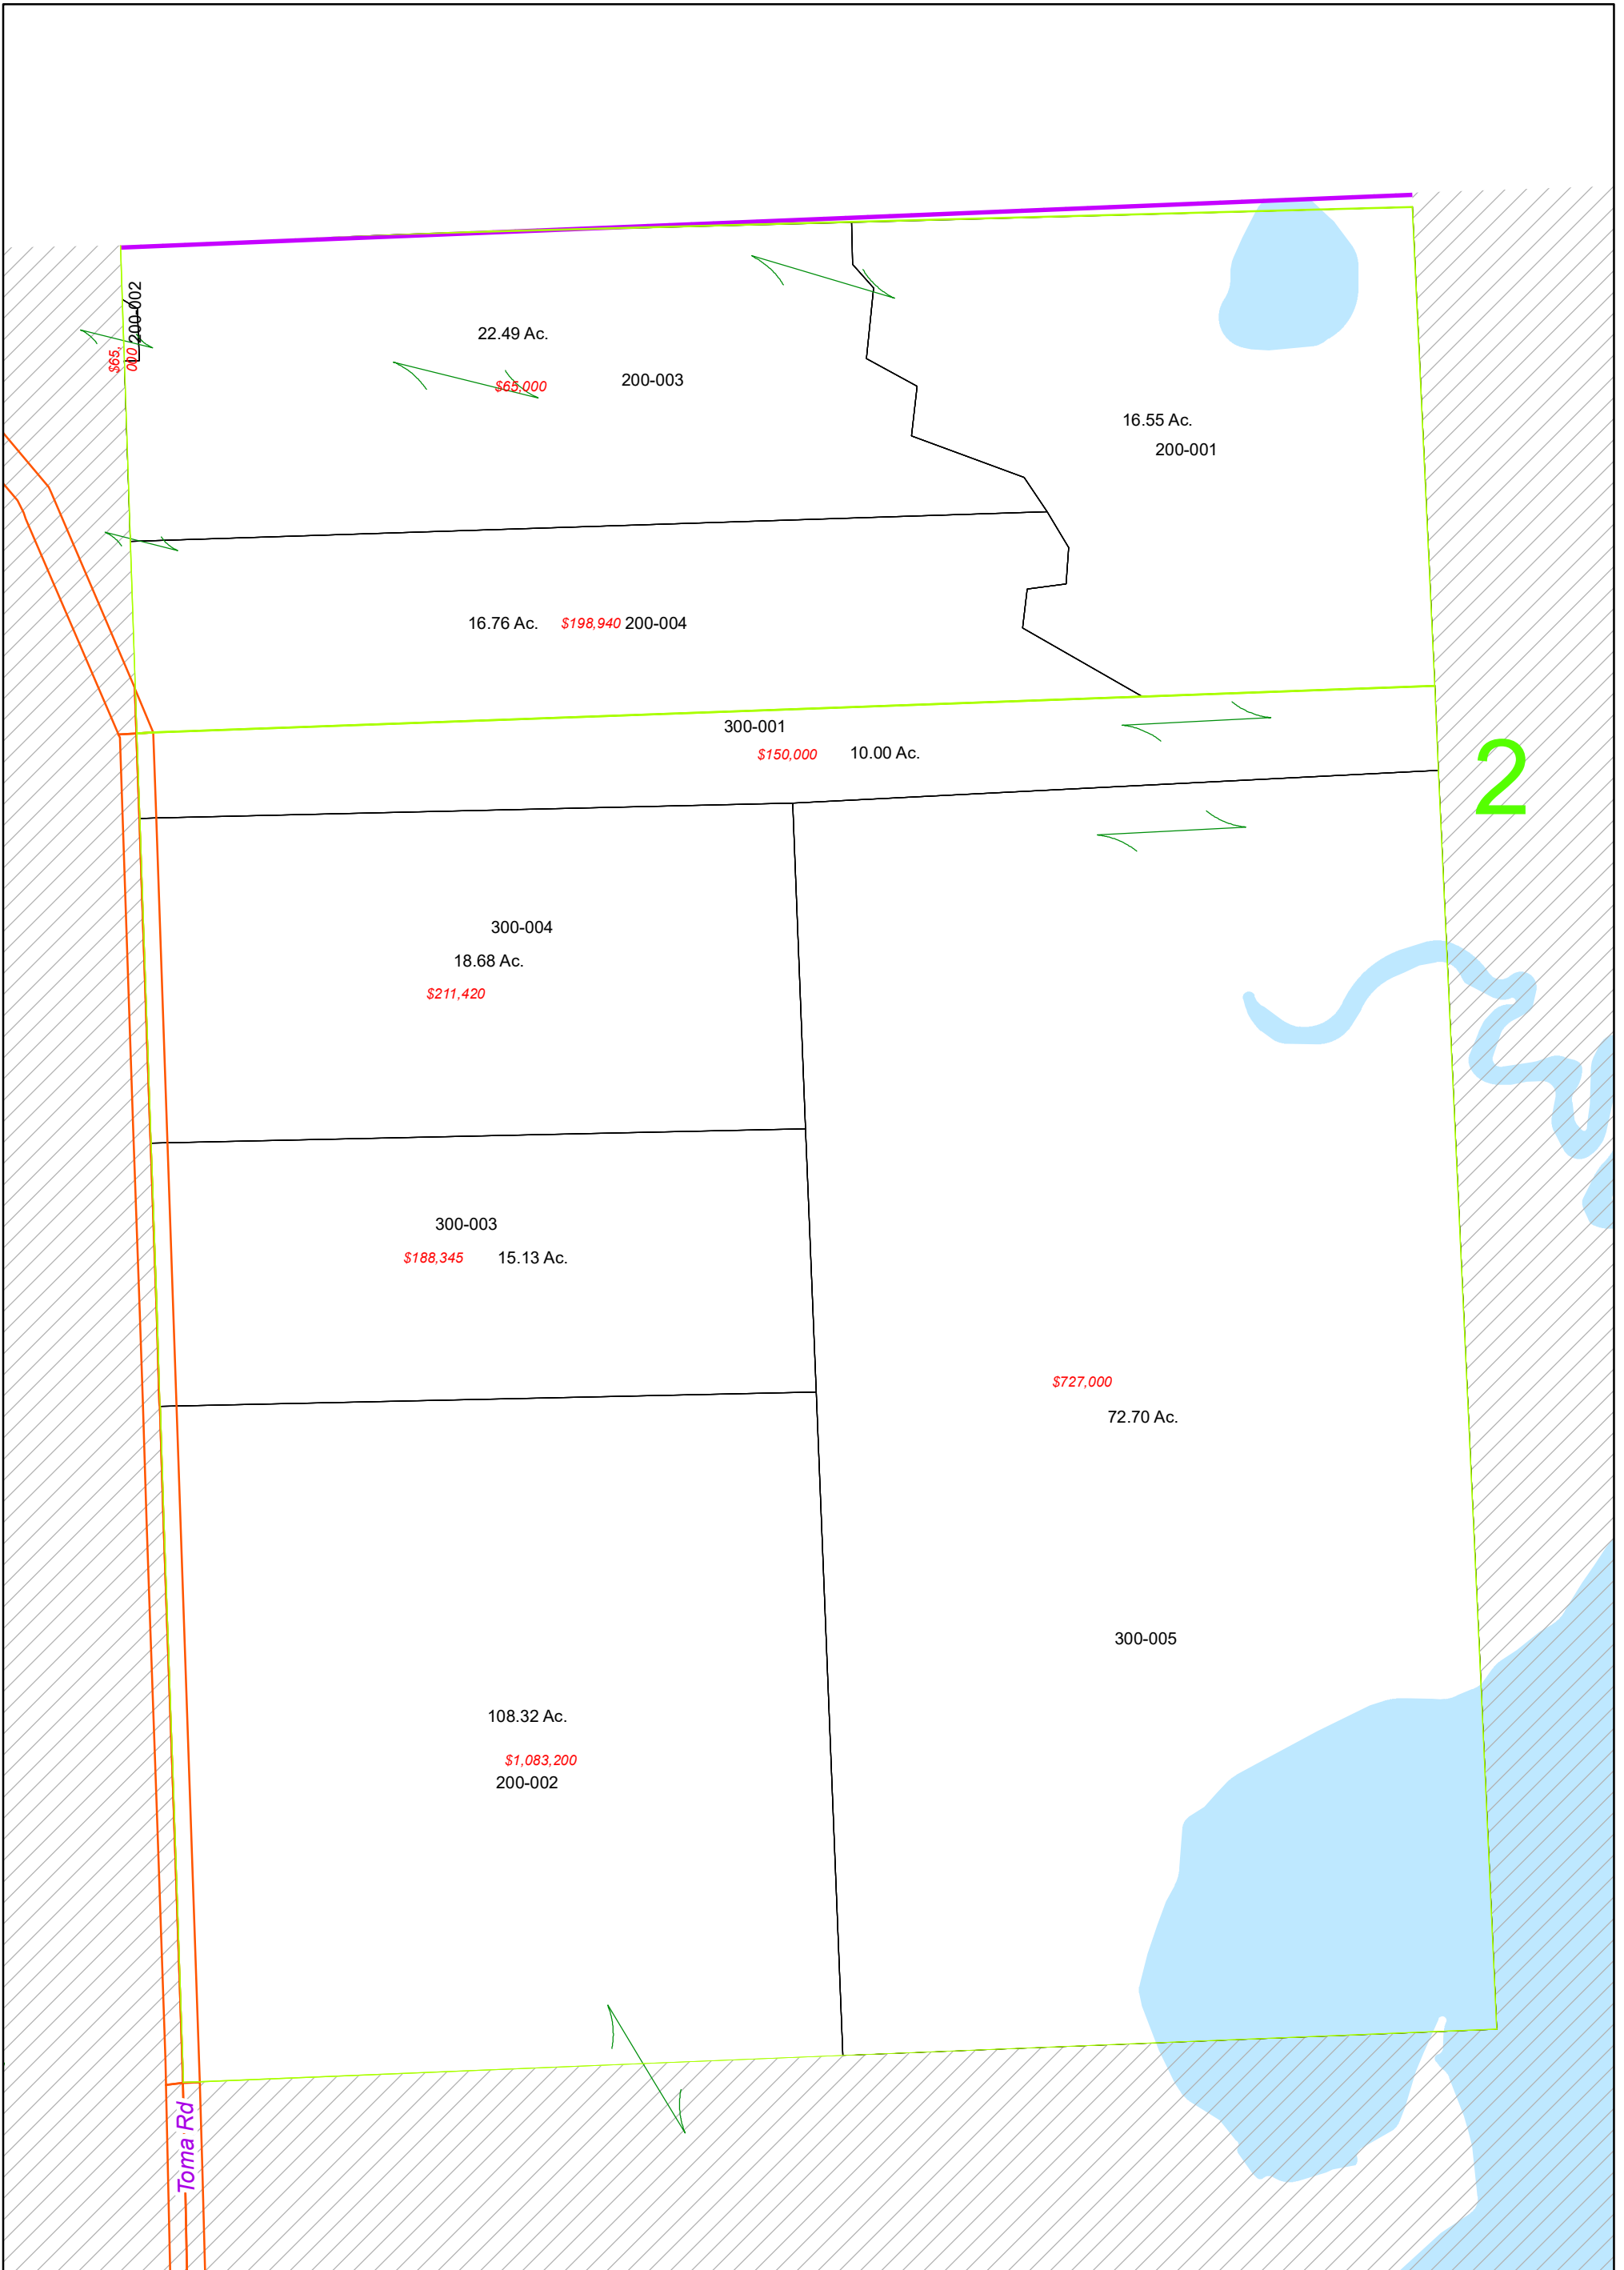 200-002
$65,
000
22.49 Ac.
$65,000
200-003
16.55 Ac.
200-001
16.76 Ac. $198,940 200-004
300-001
$150,000 10.00 Ac.
2
300-004
18.68 Ac.
$211,420
300-003
$188,345 15.13 Ac.
$727,000
72.70 Ac.
300-005
108.32 Ac.
$1,083,200
200-002
Toma Rd